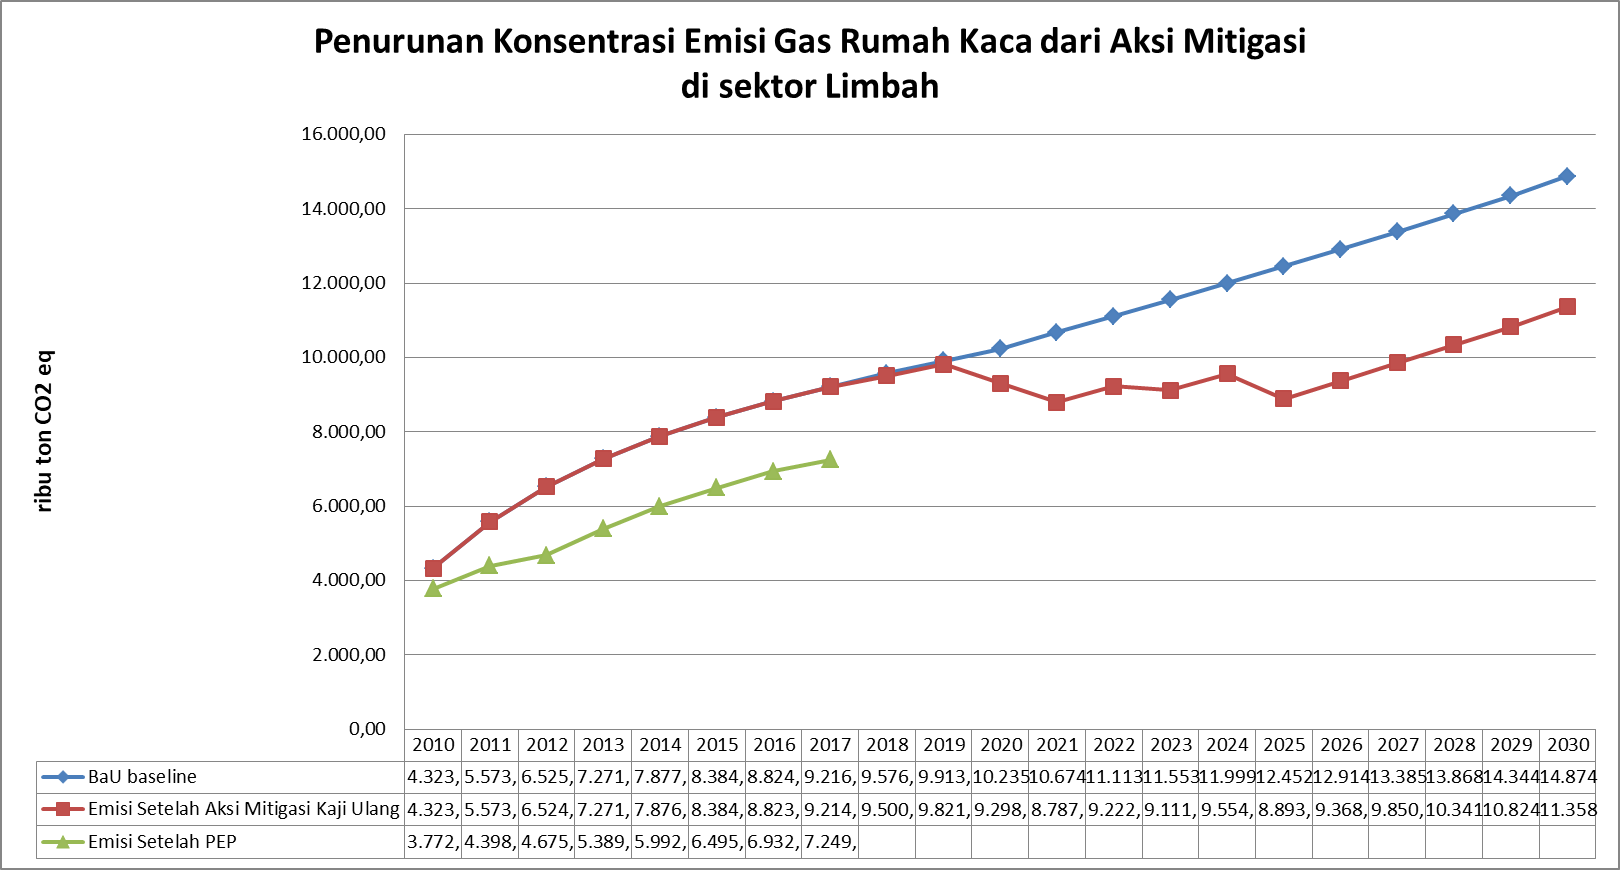 Penurunan Konsentrasi Emisi Gas Rumah Kaca dari Aksi Mitigasi
di sektor Limbah
16.000,00
14.000,00
12.000,00
10.000,00
8.000,00
6.000,00
4.000,00
2.000,00
0,00
ribu ton CO2 eq
2010 2011 2012 2013 2014 2015 2016 2017 2018 2019 2020 2021 2022 2023 2024 2025 2026 2027 2028 2029 2030
BaU baseline 4.323, 5.573, 6.525, 7.271, 7.877, 8.384, 8.824, 9.216, 9.576, 9.913, 10.235 10.674 11.113 11.553 11.999 12.452 12.914 13.385 13.868 14.344 14.874
Emisi Setelah Aksi Mitigasi Kaji Ulang 4.323, 5.573, 6.524, 7.271, 7.876, 8.384, 8.823, 9.214, 9.500, 9.821, 9.298, 8.787, 9.222, 9.111, 9.554, 8.893, 9.368, 9.850, 10.341 10.824 11.358
Emisi Setelah PEP 3.772, 4.398, 4.675, 5.389, 5.992, 6.495, 6.932, 7.249,